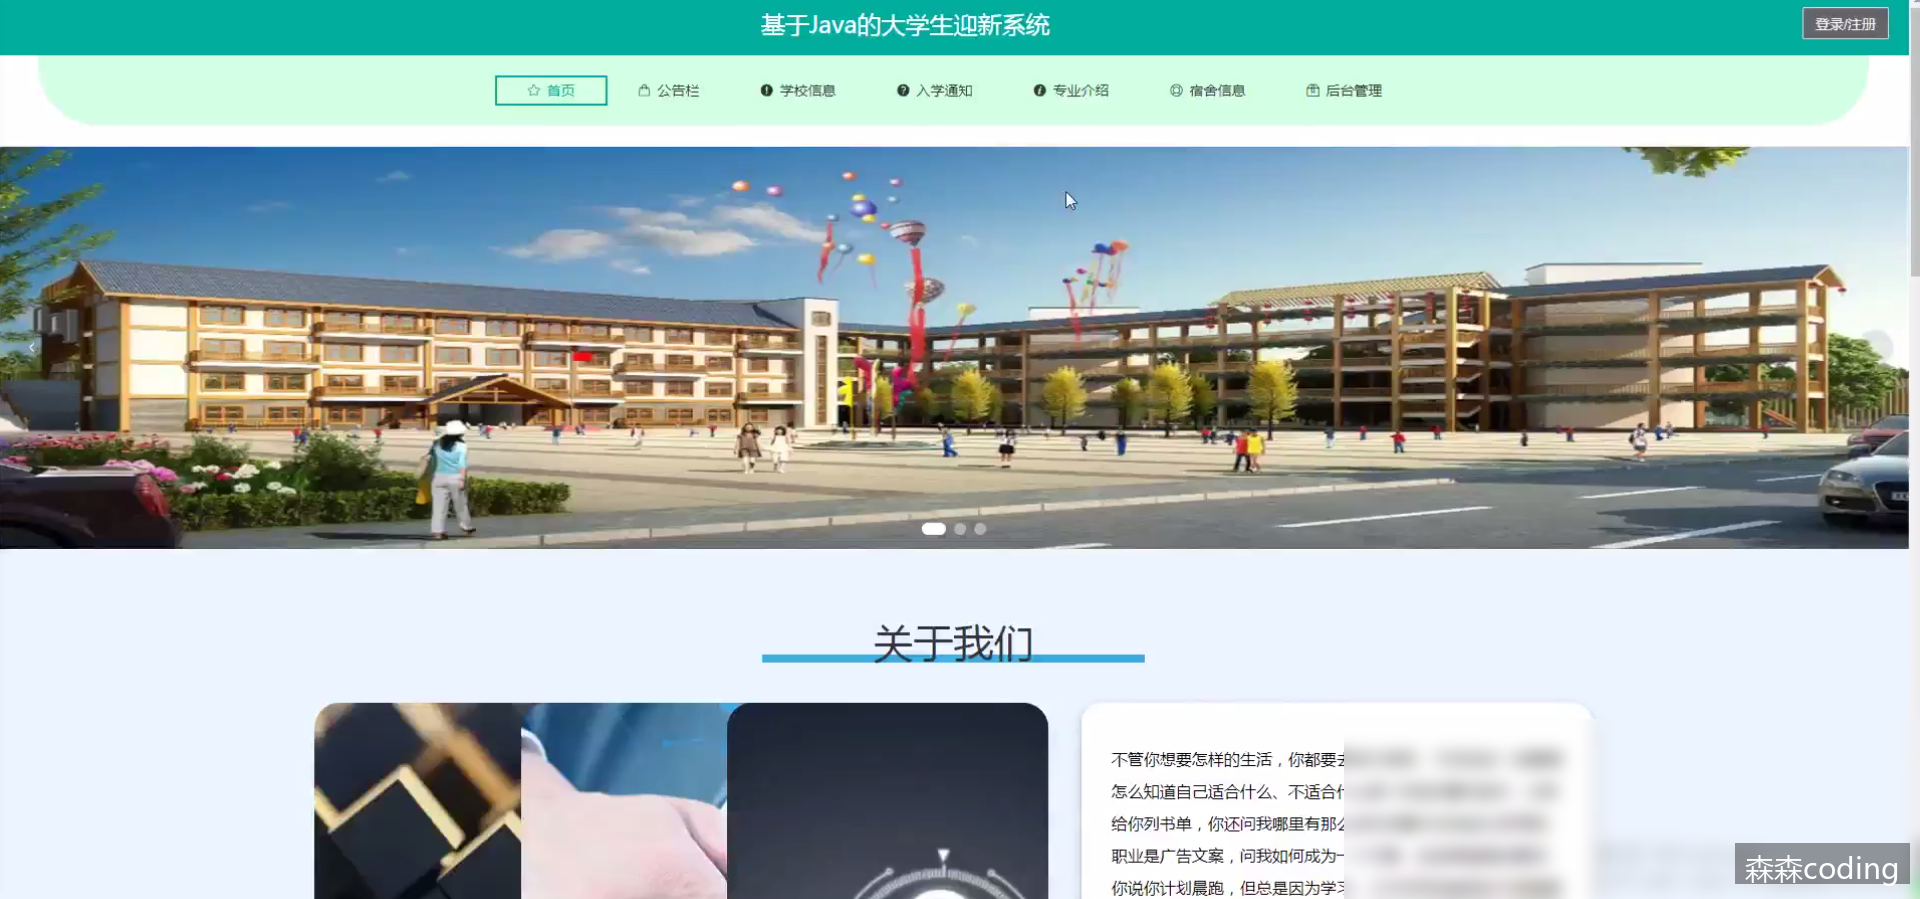 基于Java的大学生迎新系统
登录/注册
首页
公告栏
学校信息
入学通知
专业介绍
宿舍信息
后台管理
关于我们
不管你想要怎样的生活，你都要去
怎么知道自己适合什么、不适合什
给你列书单，你还问我哪里有那么
职业是广告文案，问我如何成为一
你说你计划晨跑，但总是因为学习
森森coding